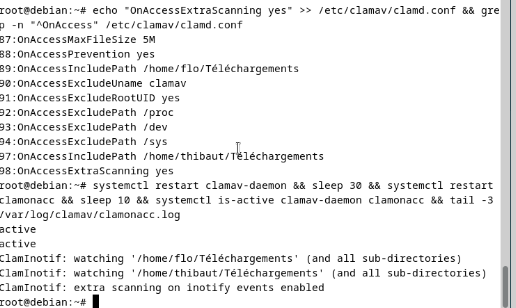 root@debian:~# echo "OnAccessExtraScanning yes" >> /etc/clamav/clamd.conf && gre
p -n "^OnAccess" /etc/clamav/clamd.conf
87:OnAccessMaxFileSize 5M
88:OnAccessPrevention yes
89:OnAccessIncludePath /home/flo/Téléchargements
90:OnAccessExcludeUname clamav
91:OnAccessExcludeRootUID yes
92:OnAccessExcludePath /proc
93:OnAccessExcludePath /dev
94:OnAccessExcludePath /sys
97:OnAccessIncludePath /home/thibaut/Téléchargements
98:OnAccessExtraScanning yes
root@debian:~# systemctl restart clamav-daemon && sleep 30 && systemctl restart
clamonacc && sleep 10 && systemctl is-active clamav-daemon clamonacc && tail -3
/var/log/clamav/clamonacc.log
active
active
ClamInotif: watching '/home/flo/Téléchargements' (and all sub-directories)
ClamInotif: watching '/home/thibaut/Téléchargements' (and all sub-directories)
ClamInotif: extra scanning on inotify events enabled
root@debian:~#